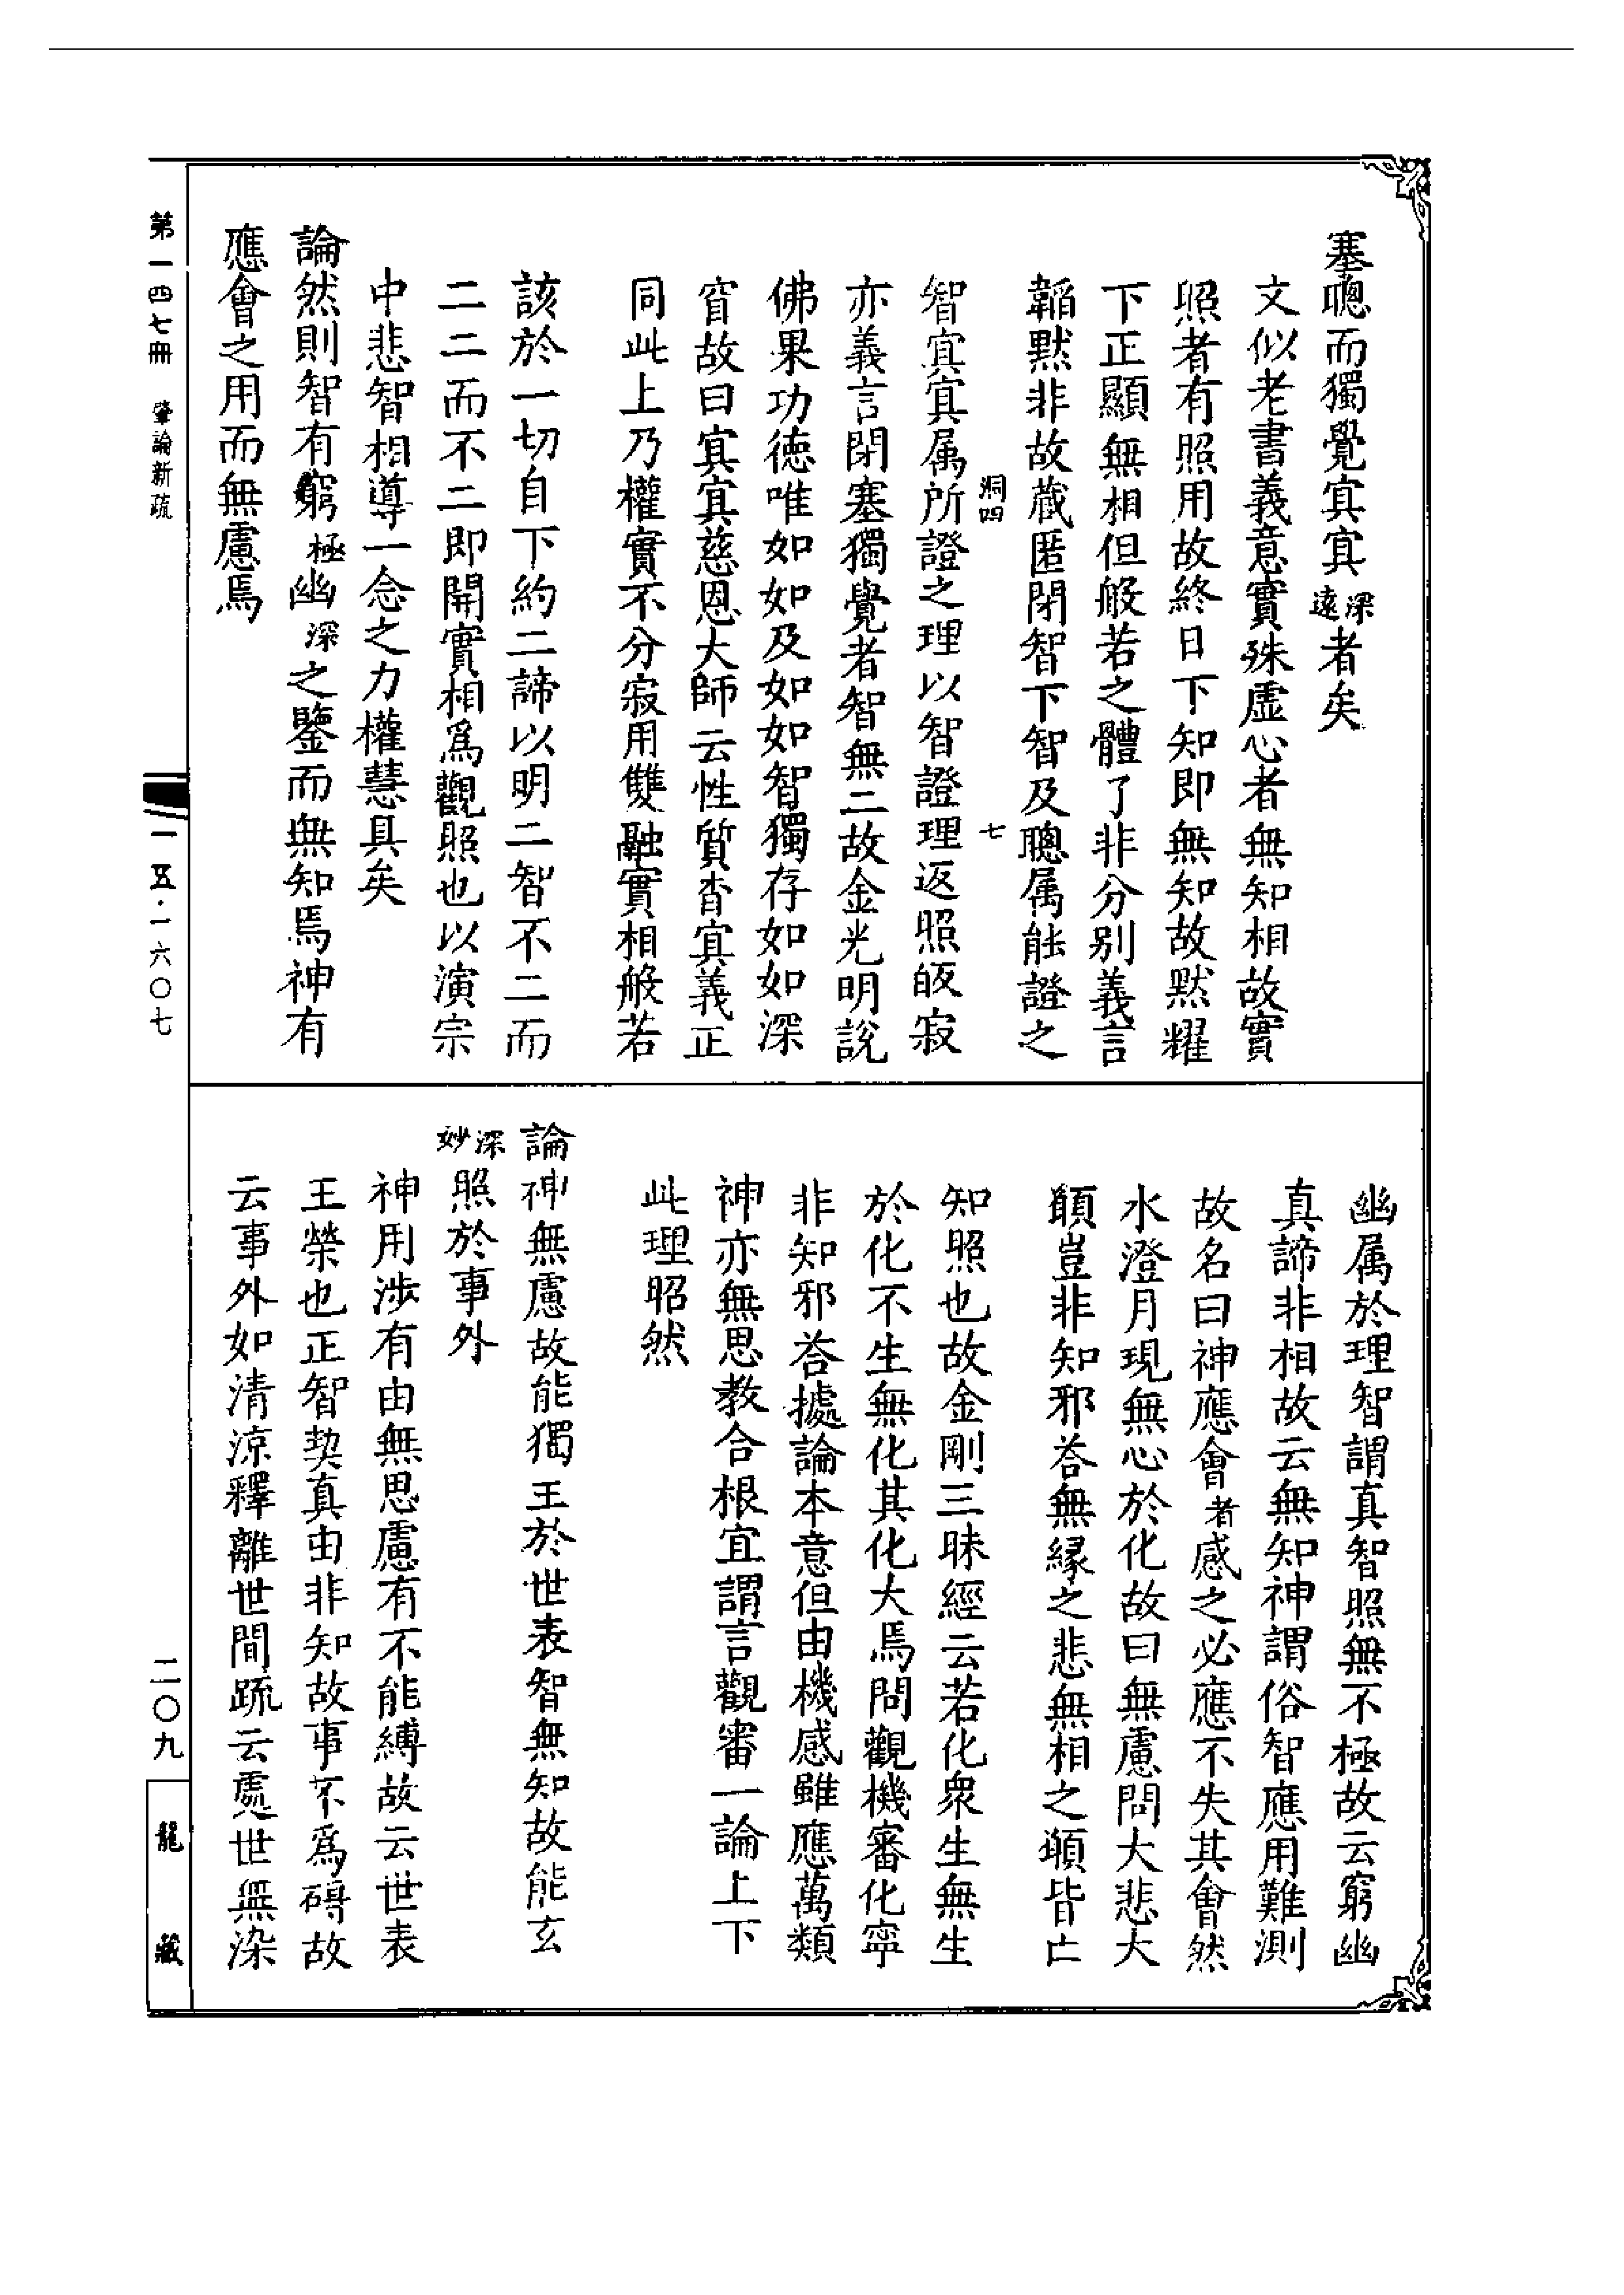 塞聰而獨覺冥冥深遠者矣
文似老書義意實殊虛心者無知相故實
照者有照用故終日下知即無知故默耀
下正顯無相但般若之體了非分別義言
韜默非故藏匿閉智下智及聰属能證之
洞四　七
智冥冥属所證之理以智證理返照皈寂
亦義言閉塞獨覺者智無二故金光明說
佛果功德唯如如及如如智獨存如如深
窅故曰冥冥慈恩大師云性質杳冥義正
同此上乃權實不分寂用雙融實相般若
該於一切自下約二諦以明二智不二而
二二而不二即開實相爲觀照也以演宗
中悲智相導一念之力權慧具矣
論然則智有窮極幽深之鑒而無知焉神有
應會之用而無慮焉
幽属於理智謂真智照無不極故云窮幽
真諦非相故云無知神謂俗智應用難測
故名曰神應會者感之必應不失其會然
水澄月現無心於化故曰無慮問大悲大
願豈非知邪荅無緣之悲無相之願皆亡
知照也故金剛三昧經云若化衆生無生
於化不生無化其化大焉問觀機審化寧
非知邪荅據論本意但由機感雖應萬類
神亦無思教合根宜謂言觀審一論上下
此理昭然
論神無慮故能獨王於世表智無知故能玄
深妙照於事外
神用涉有由無思慮有不能縛故云世表
王榮也正智契真由非知故事不爲礙故
云事外如清涼釋離世間疏云處世無染
第一四七冊　肇論新疏
一五·一六〇七
二〇九
龍藏